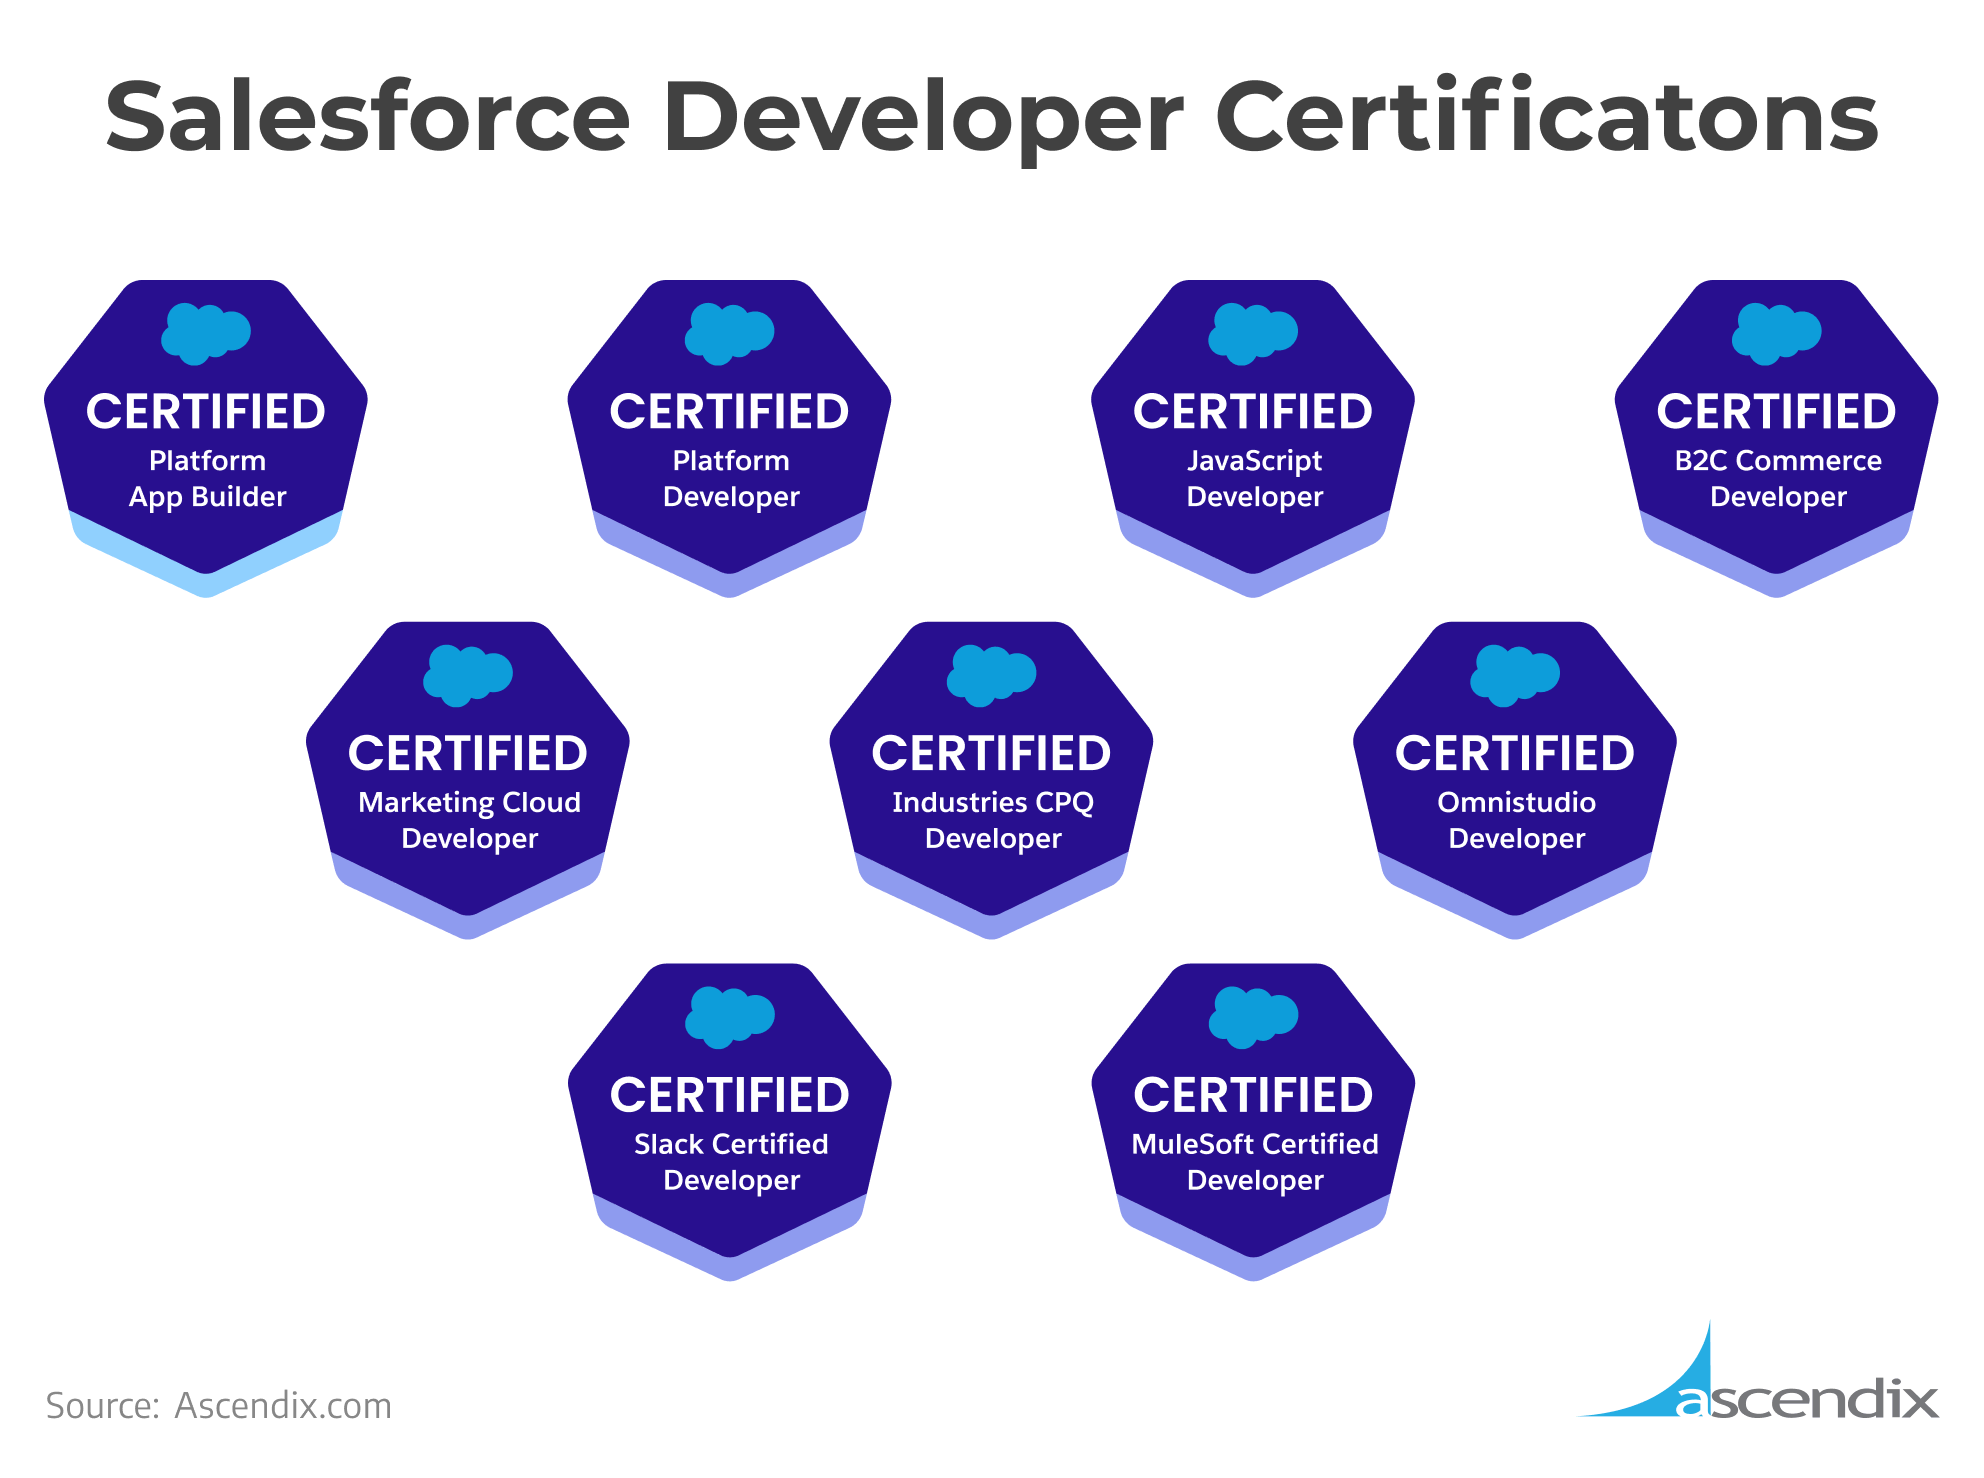 Salesforce Developer Certificatons
CERTIFIED
Platform
App Builder
CERTIFIED
Platform
Developer
CERTIFIED
JavaScript
Developer
CERTIFIED
B2C Commerce
Developer
CERTIFIED
Marketing Cloud
Developer
CERTIFIED
Industries CPQ
Developer
CERTIFIED
Omnistudio
Developer
CERTIFIED
Slack Certified
Developer
CERTIFIED
MuleSoft Certified
Developer
Source: Ascendix.com
ascendix